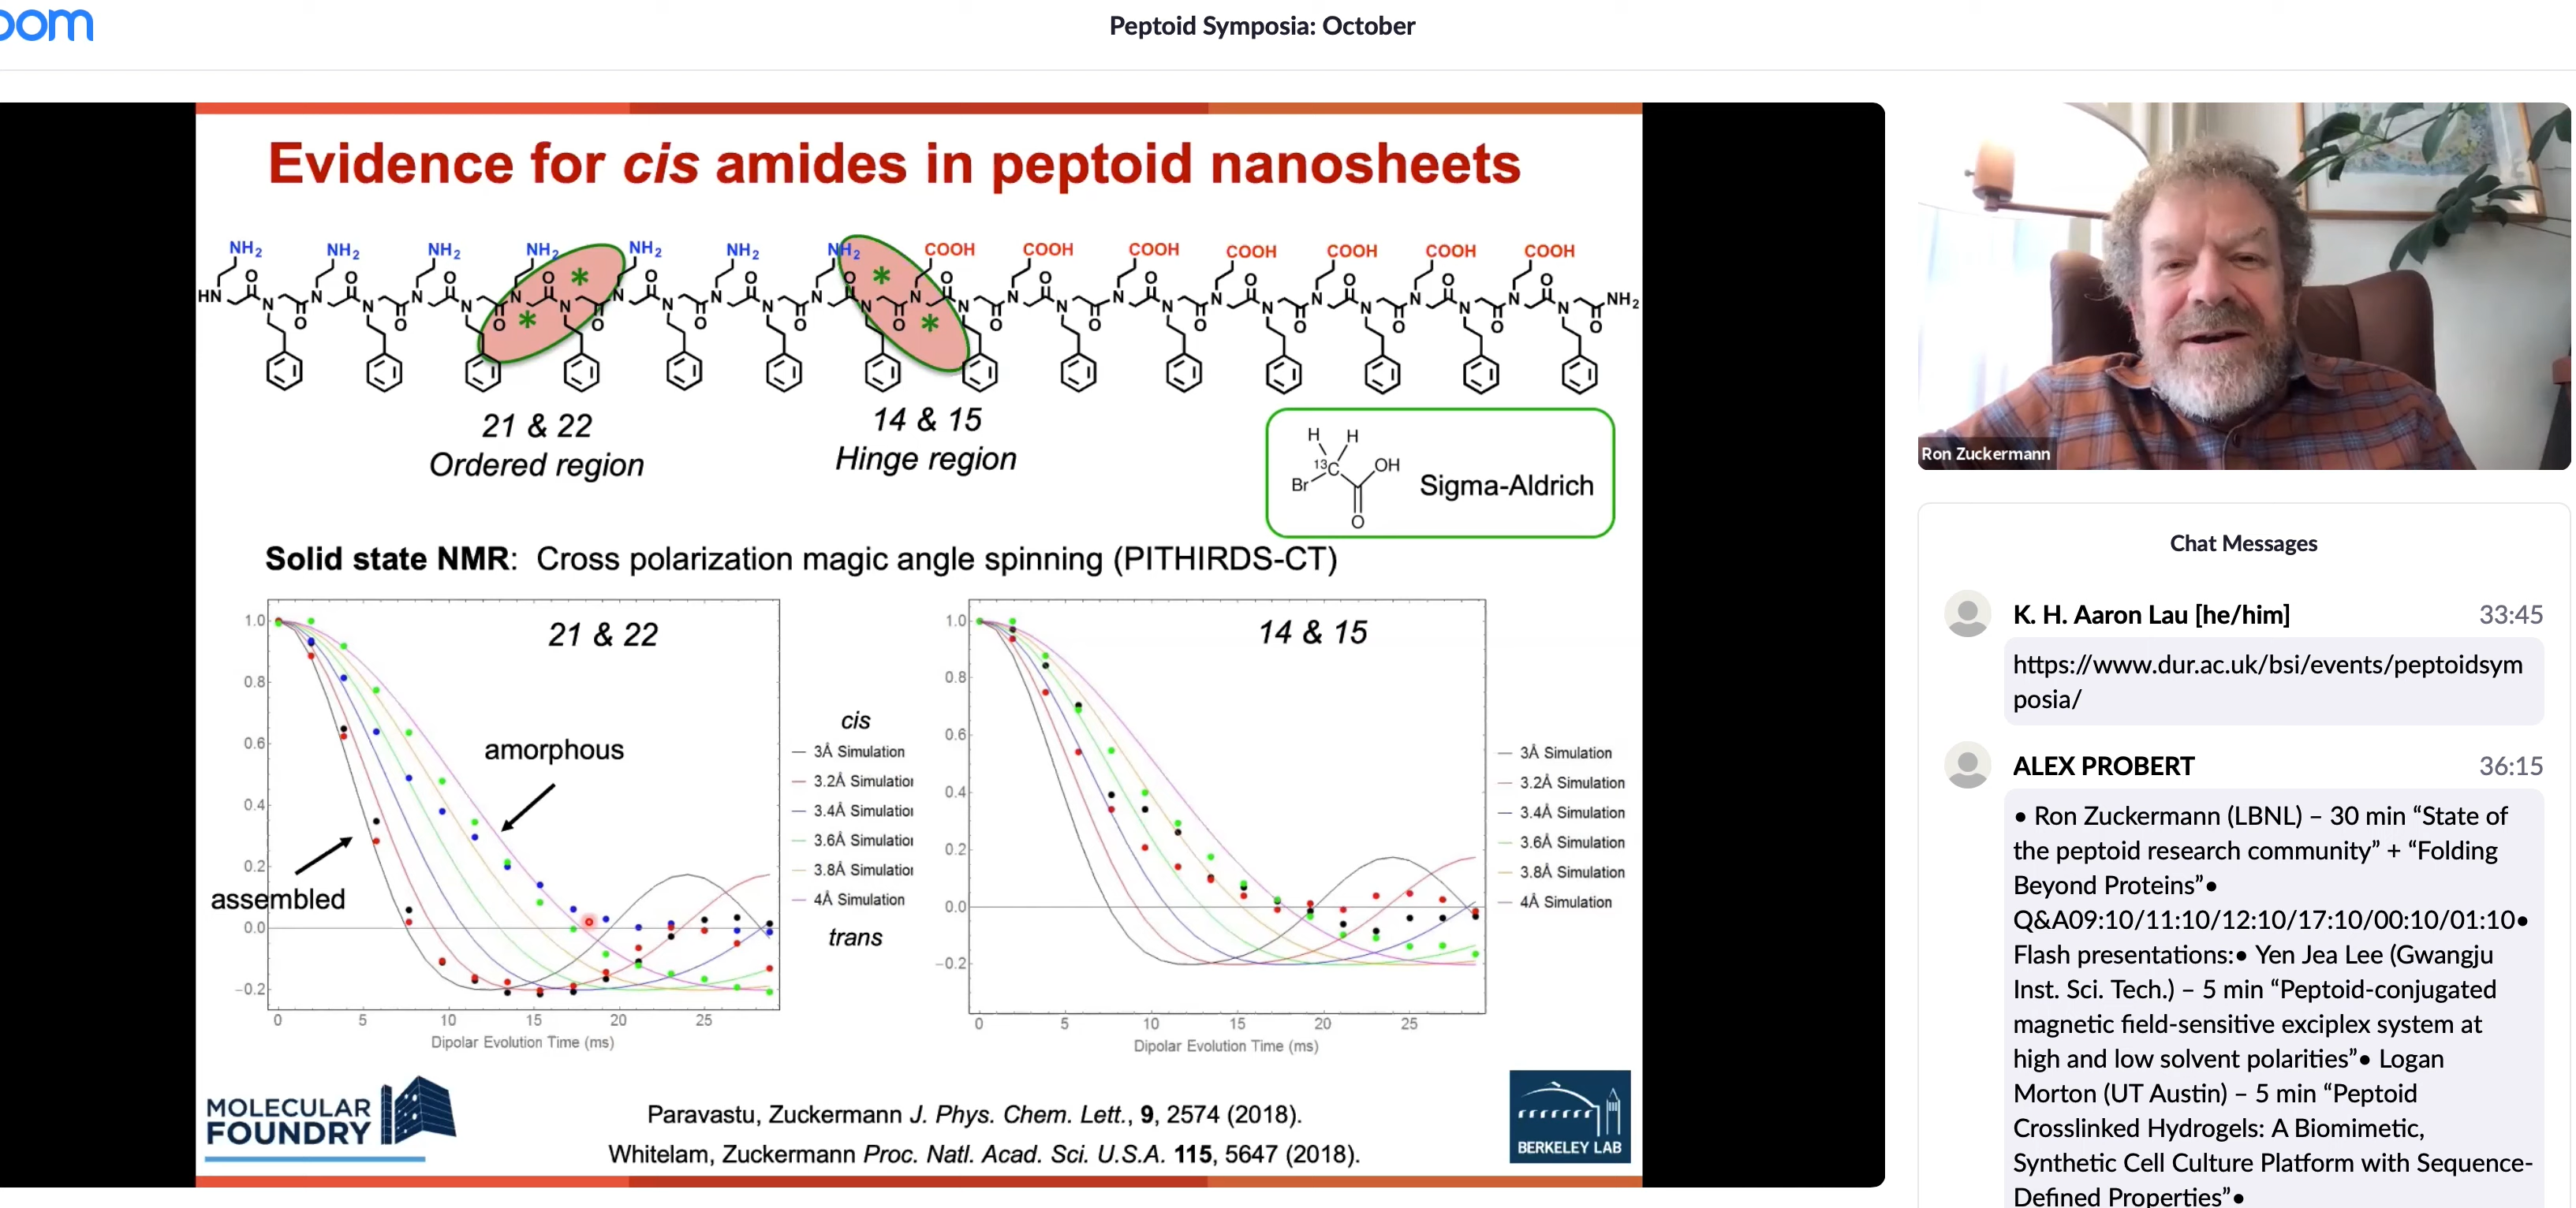 oom
Peptoid Symposia: October
Evidence for cis amides in peptoid nanosheets
NH2 NH2 NH2 NH2 NH2 NH2 NH2 COOH COOH COOH COOH COOH COOH COOH
O O O O O O O O O O O O O O
HN N N N N N N N N N N N N N N N N N N N N N N N N N N NH2
O O O O O O O O O O O O O O
* *
* *
21 & 22
Ordered region
14 & 15
Hinge region
H H
13C OH
Br
O
Sigma-Aldrich
Solid state NMR: Cross polarization magic angle spinning (PITHIRDS-CT)
21 & 22
1.0
0.8
0.6
0.4
0.2
0.0
-0.2
amorphous
assembled
0 5 10 15 20 25
Dipolar Evolution Time (ms)
cis
3Å Simulation
3.2Å Simulation
3.4Å Simulation
3.6Å Simulation
3.8Å Simulation
4Å Simulation
trans
14 & 15
1.0
0.8
0.6
0.4
0.2
0.0
-0.2
0 5 10 15 20 25
Dipolar Evolution Time (ms)
3Å Simulation
3.2Å Simulation
3.4Å Simulation
3.6Å Simulation
3.8Å Simulation
4Å Simulation
MOLECULAR
FOUNDRY
Paravastu, Zuckermann J. Phys. Chem. Lett., 9, 2574 (2018).
Whitelam, Zuckermann Proc. Natl. Acad. Sci. U.S.A. 115, 5647 (2018).
BERKELEY LAB
Ron Zuckermann
Chat Messages
K. H. Aaron Lau [he/him] 33:45
https://www.dur.ac.uk/bsi/events/peptoidsym
posia/
ALEX PROBERT 36:15
• Ron Zuckermann (LBNL) – 30 min “State of
the peptoid research community” + “Folding
Beyond Proteins”•
Q&A09:10/11:10/12:10/17:10/00:10/01:10•
Flash presentations:• Yen Jea Lee (Gwangju
Inst. Sci. Tech.) – 5 min “Peptoid-conjugated
magnetic field-sensitive exciplex system at
high and low solvent polarities”• Logan
Morton (UT Austin) – 5 min “Peptoid
Crosslinked Hydrogels: A Biomimetic,
Synthetic Cell Culture Platform with Sequence-
Defined Properties”•